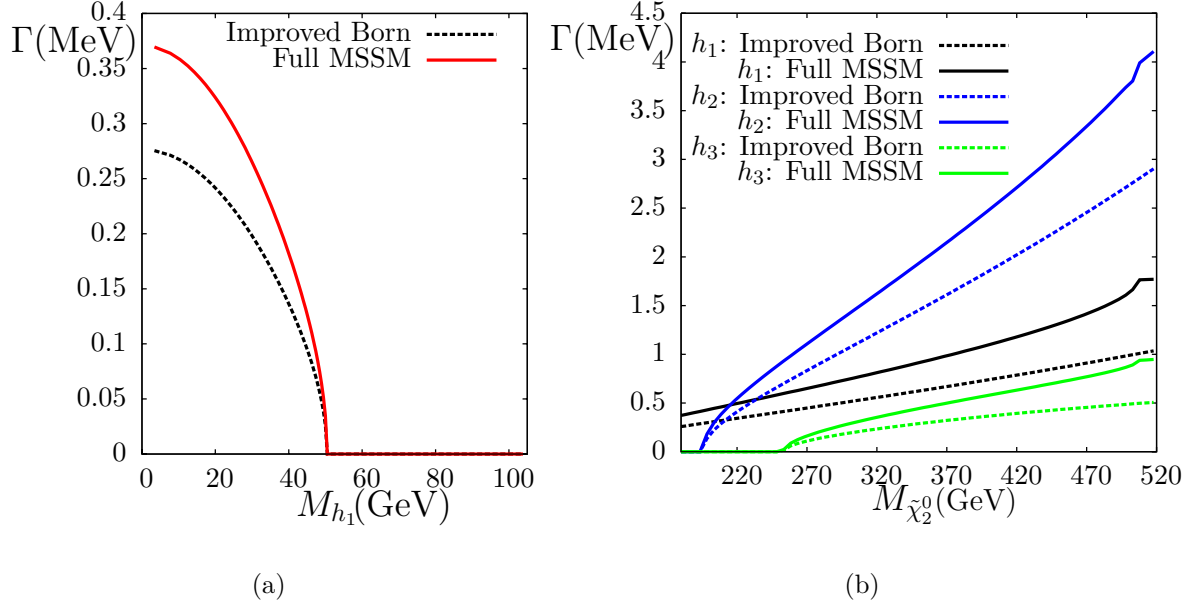 Γ(MeV)
0.4
0.35
0.3
0.25
0.2
0.15
0.1
0.05
0
Improved Born
Full MSSM
0 20 40 60 80 100
M_{h_1}(GeV)
(a)
Γ(MeV)
4.5
4
3.5
3
2.5
2
1.5
1
0.5
0
h_1: Improved Born
h_1: Full MSSM
h_2: Improved Born
h_2: Full MSSM
h_3: Improved Born
h_3: Full MSSM
220 270 320 370 420 470 520
M_{\tilde{χ}_2^0}(GeV)
(b)